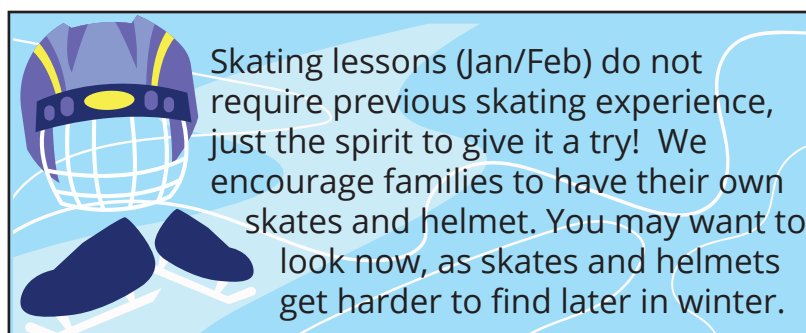 Skating lessons (Jan/Feb) do not
require previous skating experience,
just the spirit to give it a try!  We
encourage families to have their own
skates and helmet. You may want to
look now, as skates and helmets
get harder to find later in winter.